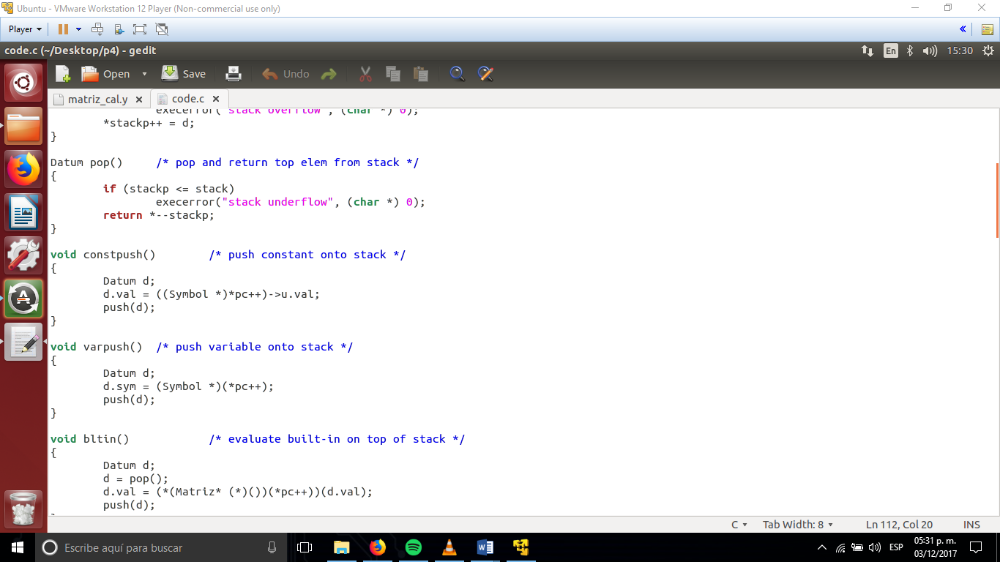 Ubuntu - VMware Workstation 12 Player (Non-commercial use only)
Player
code.c (~/Desktop/p4) - gedit
En
15:30
Open
Save
Undo
matriz_cal.y
code.c
execerror("stack overflow", (char *) 0);
*stackp++ = d;
}
Datum pop() /* pop and return top elem from stack */
{
if (stackp <= stack)
execerror("stack underflow", (char *) 0);
return *--stackp;
}
void constpush() /* push constant onto stack */
{
Datum d;
d.val = ((Symbol *)*pc++)->u.val;
push(d);
}
void varpush() /* push variable onto stack */
{
Datum d;
d.sym = (Symbol *)(*pc++);
push(d);
}
void bltin() /* evaluate built-in on top of stack */
{
Datum d;
d = pop();
d.val = (*(Matriz* (*)())(*pc++))(d.val);
push(d);
C
Tab Width: 8
Ln 112, Col 20
INS
Escribe aquí para buscar
ESP
05:31 p. m.
03/12/2017